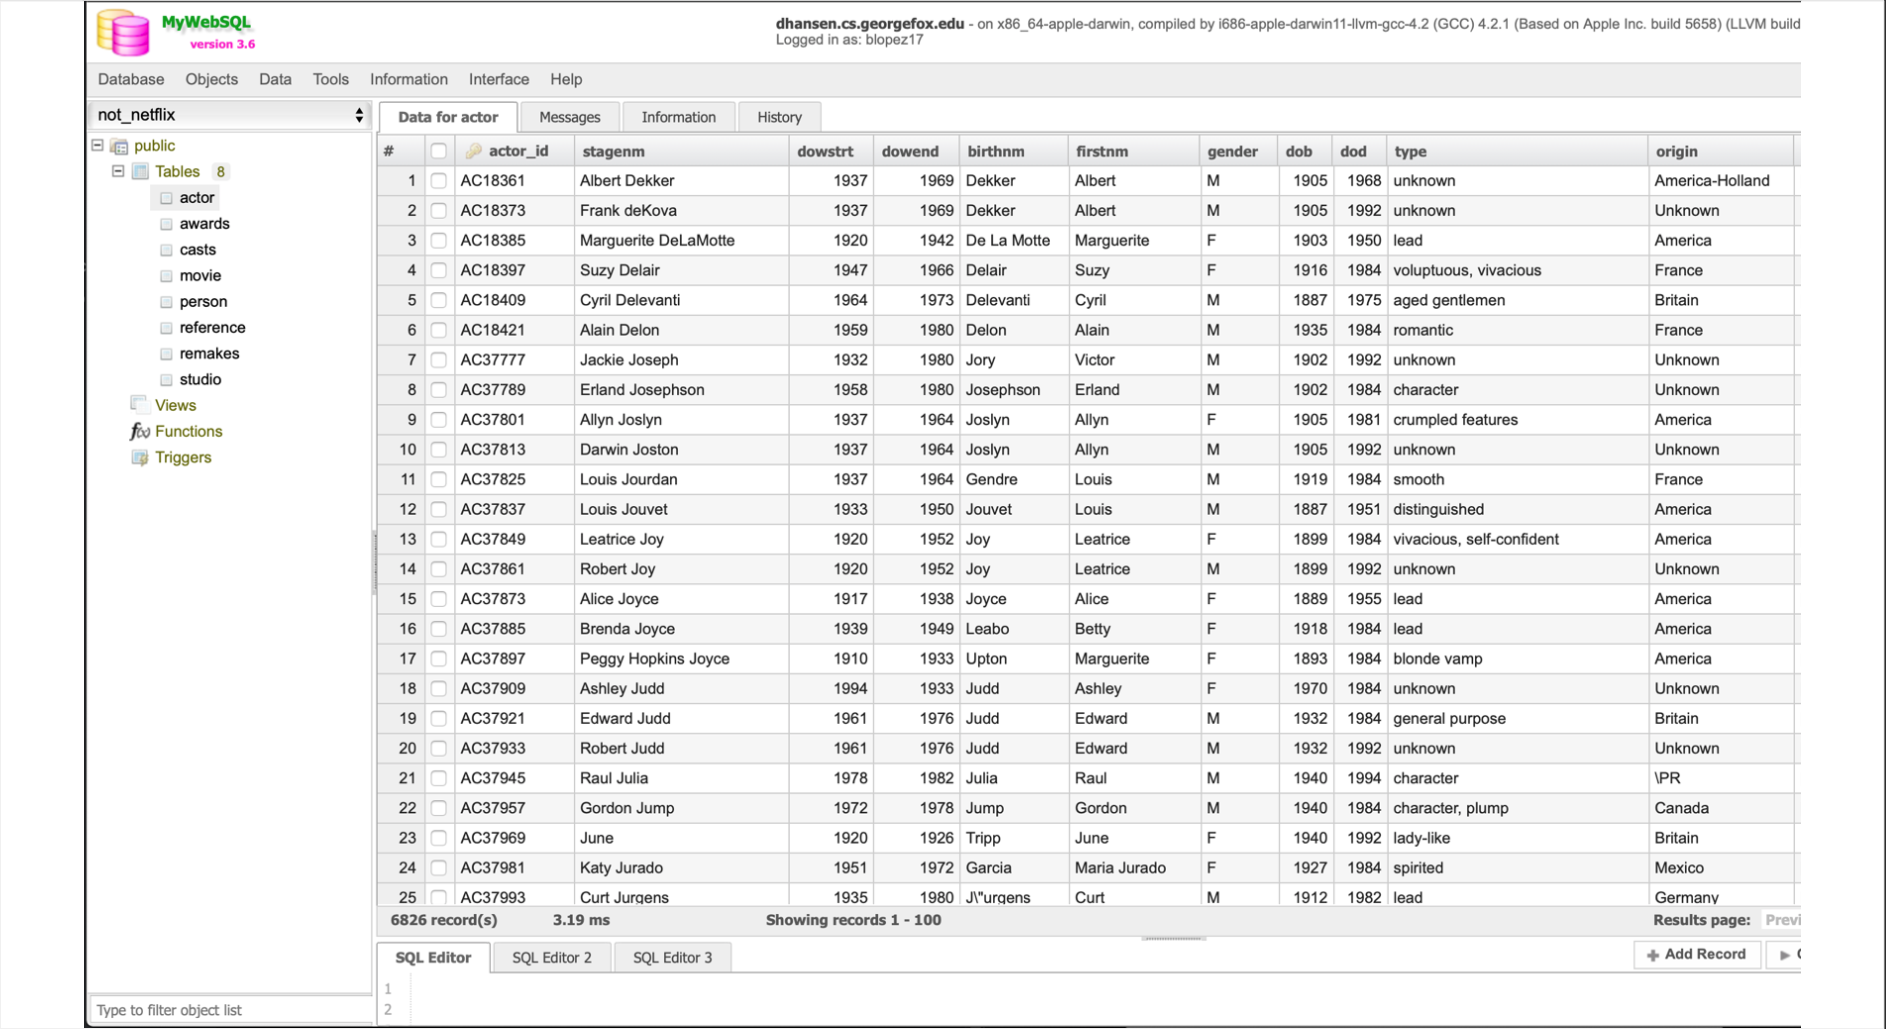 MyWebSQL
version 3.6
dhansen.cs.georgefox.edu - on x86_64-apple-darwin, compiled by i686-apple-darwin11-llvm-gcc-4.2 (GCC) 4.2.1 (Based on Apple Inc. build 5658) (LLVM build
Logged in as: blopez17
Database Objects Data Tools Information Interface Help
not_netflix
public
Tables 8
actor
awards
casts
movie
person
reference
remakes
studio
Views
f(x) Functions
Triggers
Type to filter object list
Data for actor Messages Information History
# actor_id stagenm dowstrt dowend birthnm firstnm gender dob dod type origin
1 AC18361 Albert Dekker 1937 1969 Dekker Albert M 1905 1968 unknown America-Holland
2 AC18373 Frank deKova 1937 1969 Dekker Albert M 1905 1992 unknown Unknown
3 AC18385 Marguerite DeLaMotte 1920 1942 De La Motte Marguerite F 1903 1950 lead America
4 AC18397 Suzy Delair 1947 1966 Delair Suzy F 1916 1984 voluptuous, vivacious France
5 AC18409 Cyril Delevanti 1964 1973 Delevanti Cyril M 1887 1975 aged gentlemen Britain
6 AC18421 Alain Delon 1959 1980 Delon Alain M 1935 1984 romantic France
7 AC37777 Jackie Joseph 1932 1980 Jory Victor M 1902 1992 unknown Unknown
8 AC37789 Erland Josephson 1958 1980 Josephson Erland M 1902 1984 character Unknown
9 AC37801 Allyn Joslyn 1937 1964 Joslyn Allyn F 1905 1981 crumpled features America
10 AC37813 Darwin Joston 1937 1964 Joslyn Allyn M 1905 1992 unknown Unknown
11 AC37825 Louis Jourdan 1937 1964 Gendre Louis M 1919 1984 smooth France
12 AC37837 Louis Jouvet 1933 1950 Jouvet Louis M 1887 1951 distinguished America
13 AC37849 Leatrice Joy 1920 1952 Joy Leatrice F 1899 1984 vivacious, self-confident America
14 AC37861 Robert Joy 1920 1952 Joy Leatrice M 1899 1992 unknown Unknown
15 AC37873 Alice Joyce 1917 1938 Joyce Alice F 1889 1955 lead America
16 AC37885 Brenda Joyce 1939 1949 Leabo Betty F 1918 1984 lead America
17 AC37897 Peggy Hopkins Joyce 1910 1933 Upton Marguerite F 1893 1984 blonde vamp America
18 AC37909 Ashley Judd 1994 1933 Judd Ashley F 1970 1984 unknown Unknown
19 AC37921 Edward Judd 1961 1976 Judd Edward M 1932 1984 general purpose Britain
20 AC37933 Robert Judd 1961 1976 Judd Edward M 1932 1992 unknown Unknown
21 AC37945 Raul Julia 1978 1982 Julia Raul M 1940 1994 character \PR
22 AC37957 Gordon Jump 1972 1978 Jump Gordon M 1940 1984 character, plump Canada
23 AC37969 June 1920 1926 Tripp June F 1940 1992 lady-like Britain
24 AC37981 Katy Jurado 1951 1972 Garcia Maria Jurado F 1927 1984 spirited Mexico
25 AC37993 Curt Jurgens 1935 1980 J\"urgens Curt M 1912 1982 lead Germany
6826 record(s) 3.19 ms Showing records 1 - 100 Results page: Previ
SQL Editor SQL Editor 2 SQL Editor 3 Add Record
1
2